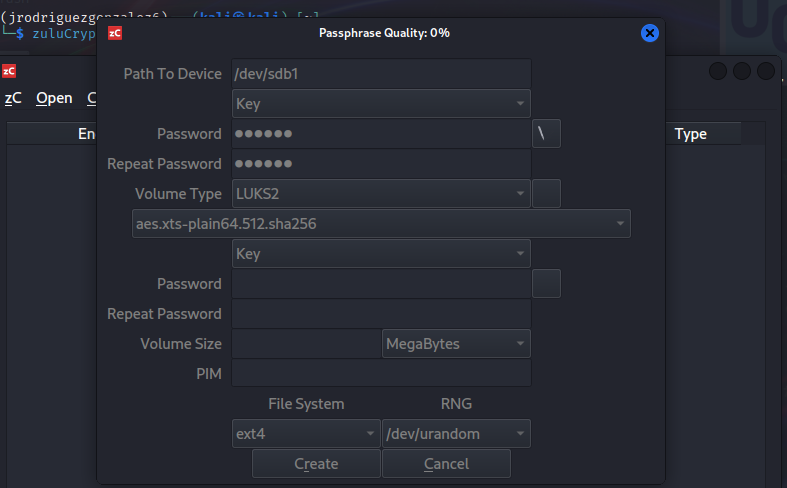 (jrodriguezgonzalez6)—(kali㉿kali)-[~]
└─$ zuluCryp
zC
Passphrase Quality: 0%
zC
zC Open C
En
Type
Path To Device /dev/sdb1
Key
Password ●●●●●● \
Repeat Password ●●●●●●
Volume Type LUKS2
aes.xts-plain64.512.sha256
Key
Password
Repeat Password
Volume Size MegaBytes
PIM
File System RNG
ext4 /dev/urandom
Create Cancel